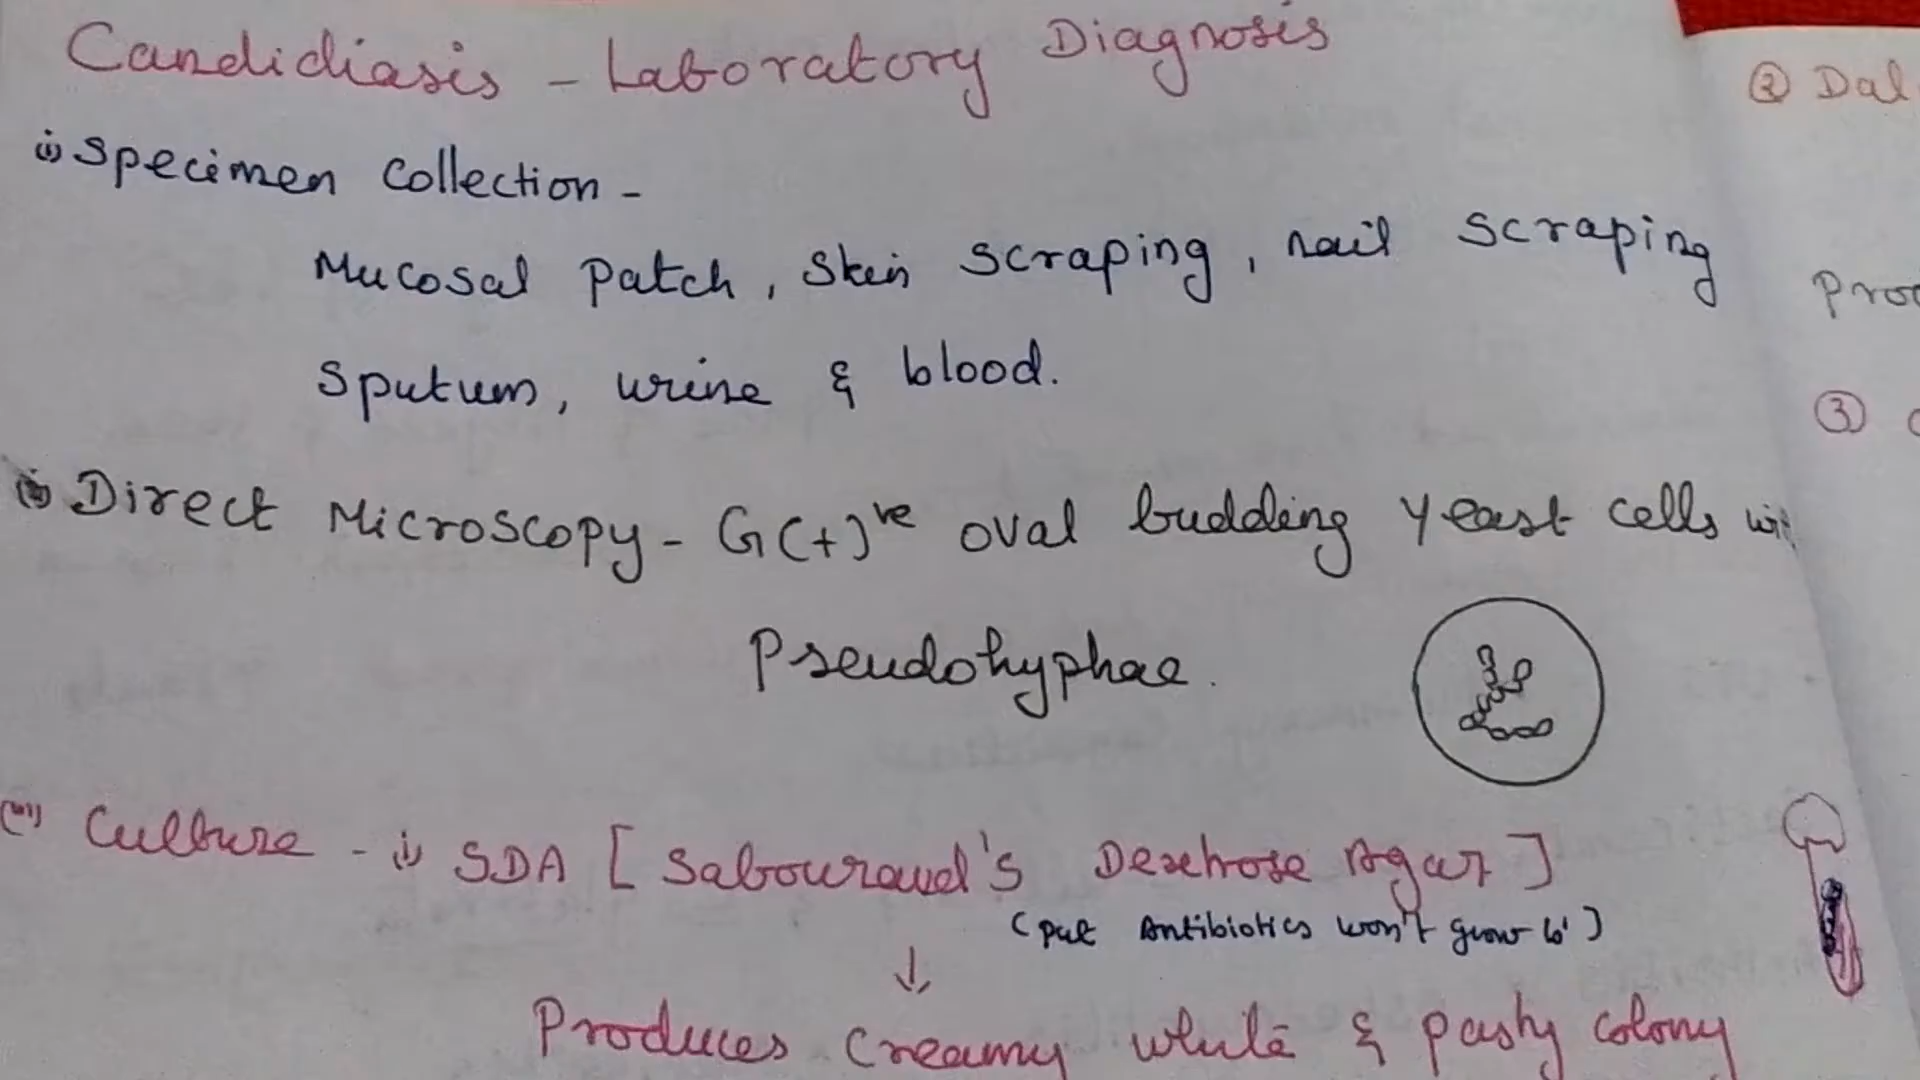 Candidiasis - Laboratory Diagnosis
(i) Specimen Collection -
Mucosal Patch, Skin Scraping, nail Scraping
Sputum, urine & blood.
(ii) Direct Microscopy - G(+)ve oval budding yeast cells wit
Pseudohyphae.
(iii) Culture - (i) SDA [Sabouraud's Dextrose Agar]
(put Antibiotics won't grow b')
↓
Produces Creamy white & pasty colony
② Dal
Pro
③